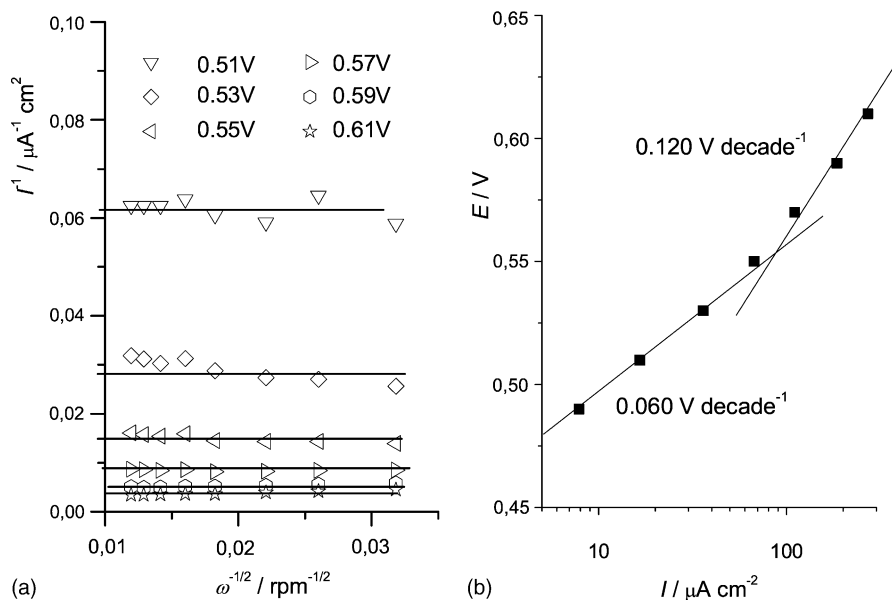 0,10
0,08
0,06
0,04
0,02
0,00
I-1 / μA-1 cm2
0.51V
0.53V
0.55V
0.57V
0.59V
0.61V
0,01 0,02 0,03
ω-1/2 / rpm-1/2
(a)
0,65
0,60
0,55
0,50
0,45
E / V
0.120 V decade-1
0.060 V decade-1
10 100
I / μA cm-2
(b)